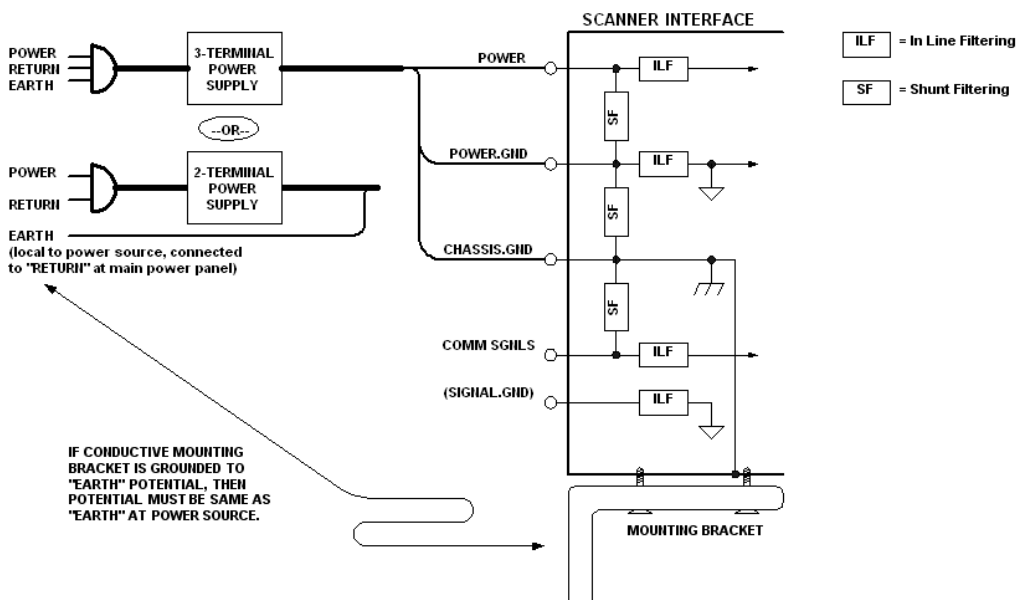 SCANNER INTERFACE
POWER
RETURN
EARTH
3-TERMINAL
POWER
SUPPLY
POWER
ILF
ILF
= In Line Filtering
SF
SF
= Shunt Filtering
--OR--
POWER.GND
ILF
POWER
RETURN
2-TERMINAL
POWER
SUPPLY
SF
EARTH
(local to power source, connected
to "RETURN" at main power panel)
CHASSIS.GND
SF
COMM SGNLS
ILF
(SIGNAL.GND)
ILF
IF CONDUCTIVE MOUNTING
BRACKET IS GROUNDED TO
"EARTH" POTENTIAL, THEN
POTENTIAL MUST BE SAME AS
"EARTH" AT POWER SOURCE.
MOUNTING BRACKET